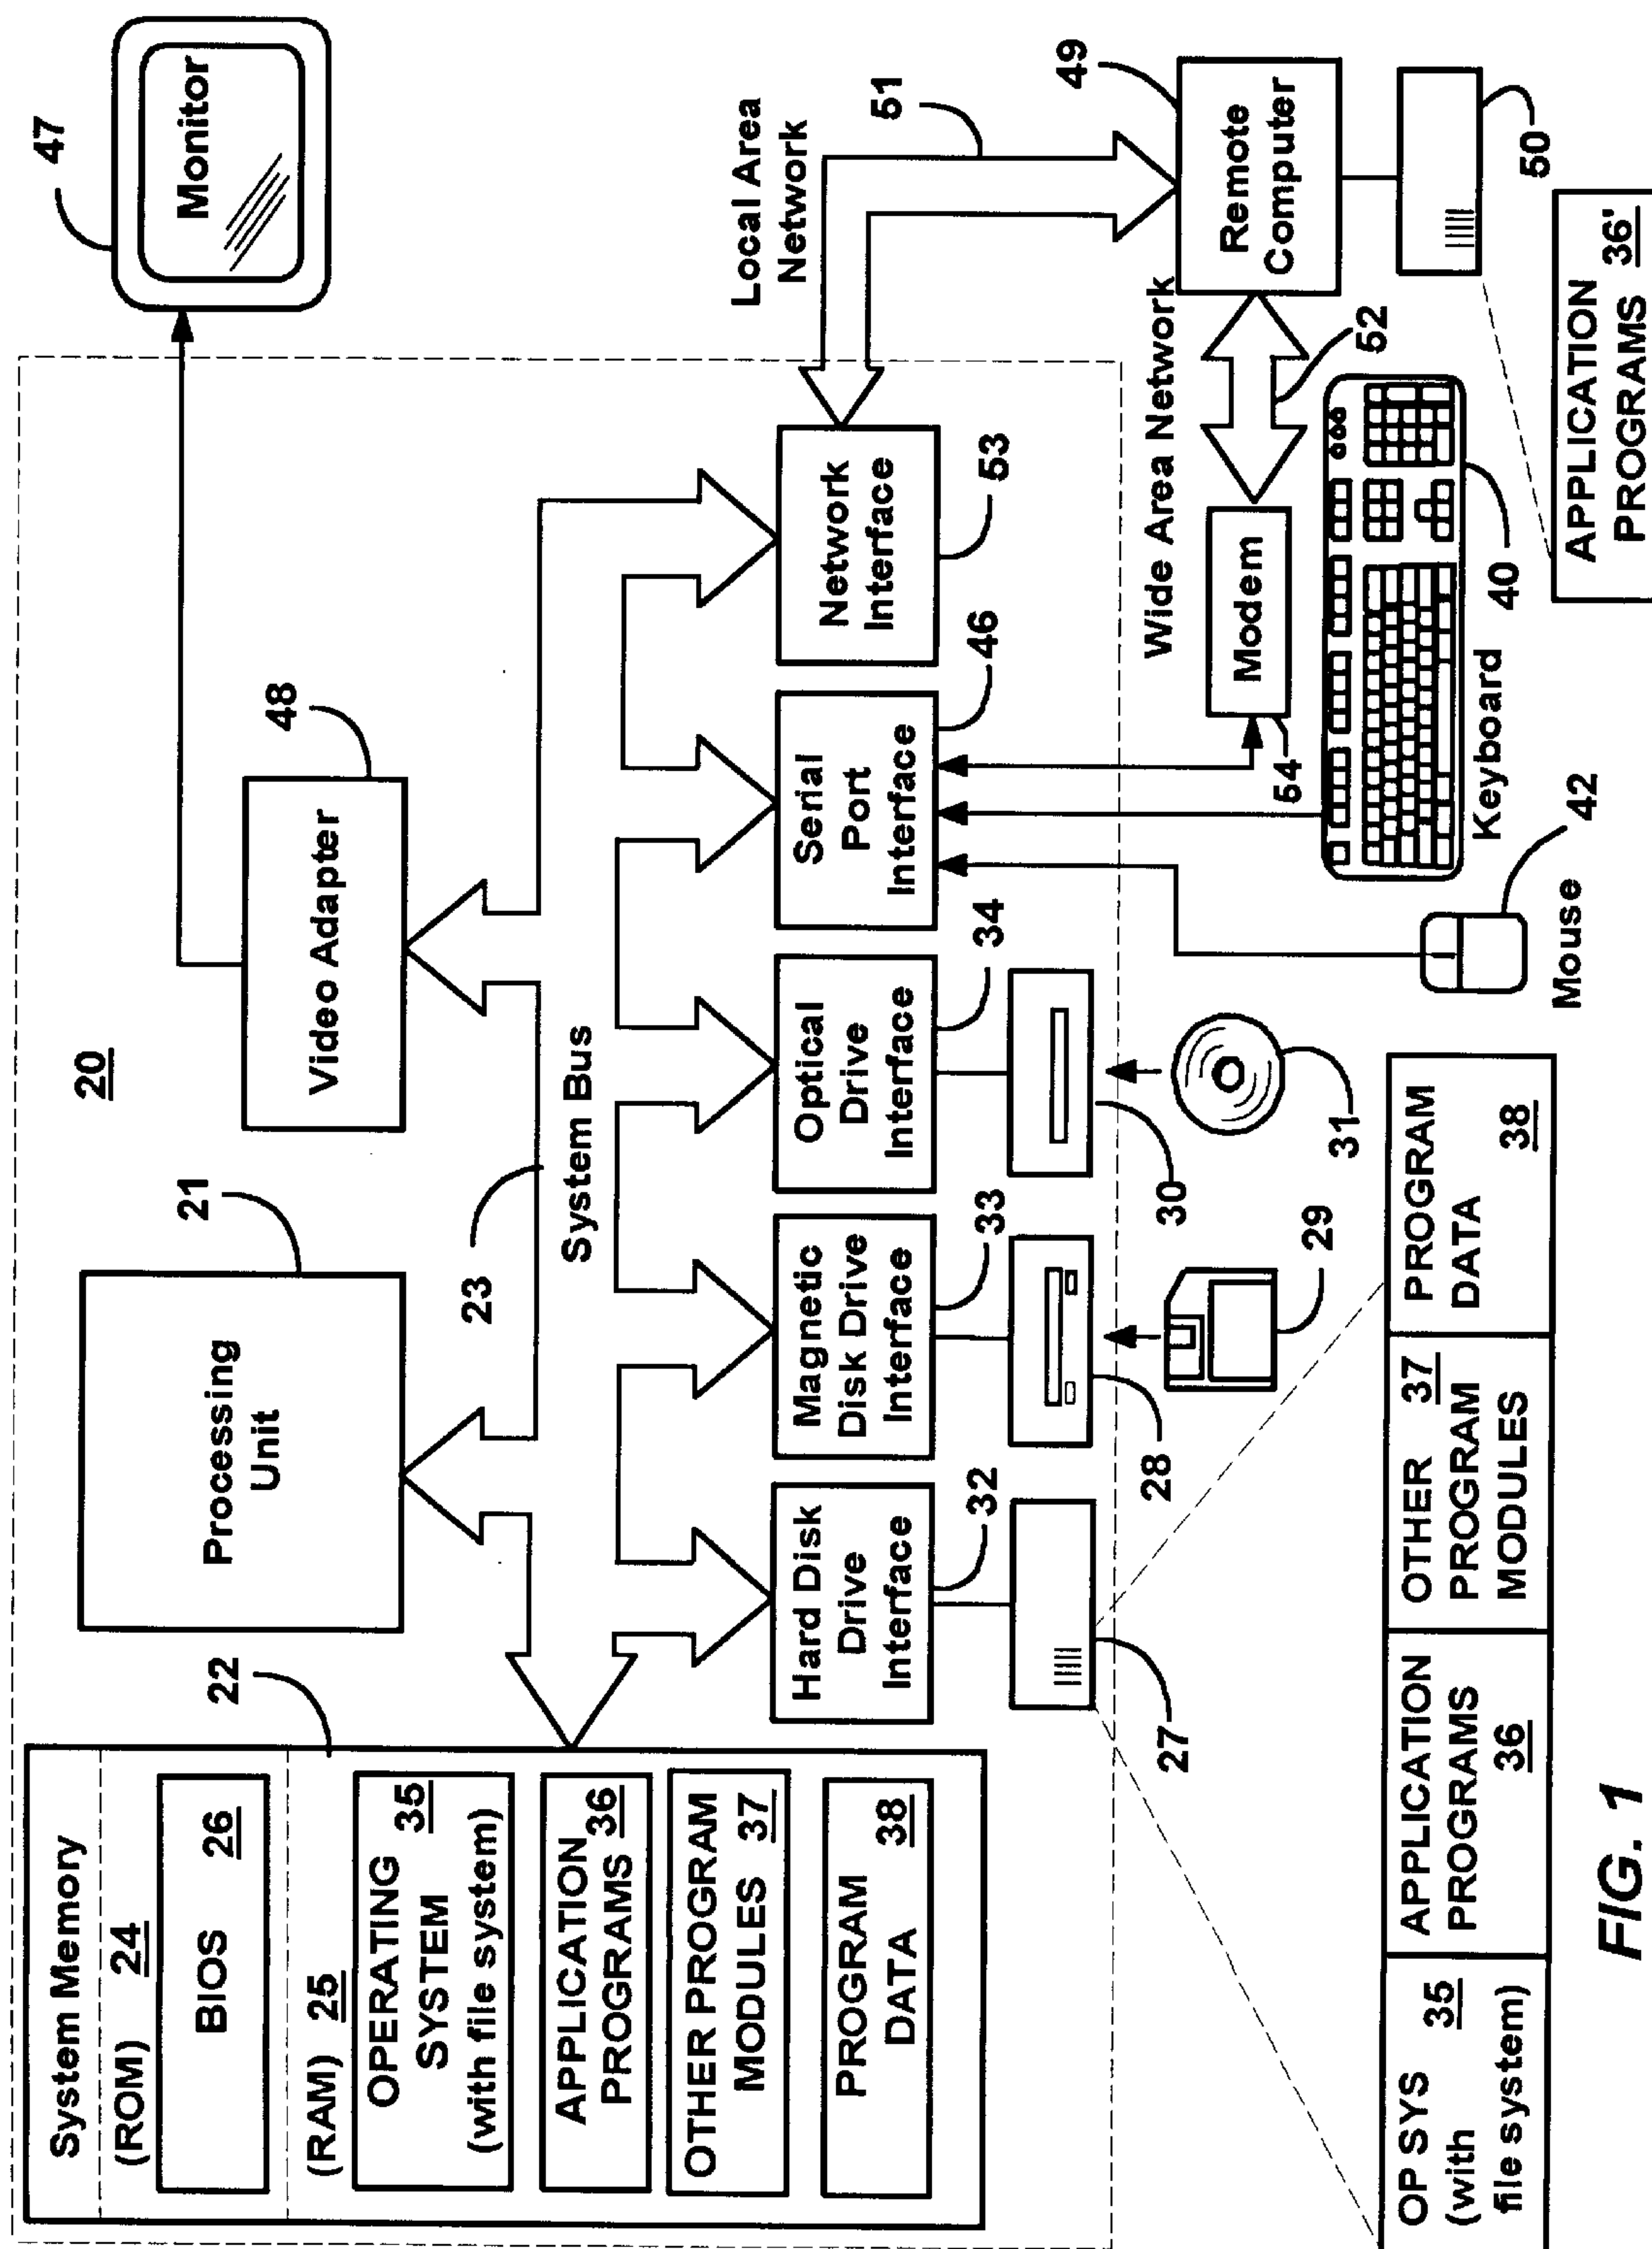 System Memory
(ROM) 24
BIOS 26
(RAM) 25
OPERATING
SYSTEM 35
(with file system)
APPLICATION
PROGRAMS 36
OTHER PROGRAM
MODULES 37
PROGRAM
DATA 38
22
Processing
Unit
21
20
Video Adapter
48
Monitor
47
23
System Bus
Hard Disk
Drive
Interface
32
Magnetic
Disk Drive
Interface
33
Optical
Drive
Interface
34
Serial
Port
Interface
46
Network
Interface
53
Local Area
Network
51
27
28
29
30
31
Wide Area Network
52
Modem
54
Remote
Computer
49
50
Keyboard
40
Mouse
42
OP SYS
(with 35
file system)
APPLICATION
PROGRAMS
36
OTHER 37
PROGRAM
MODULES
PROGRAM
DATA
38
APPLICATION
PROGRAMS 36'
FIG. 1